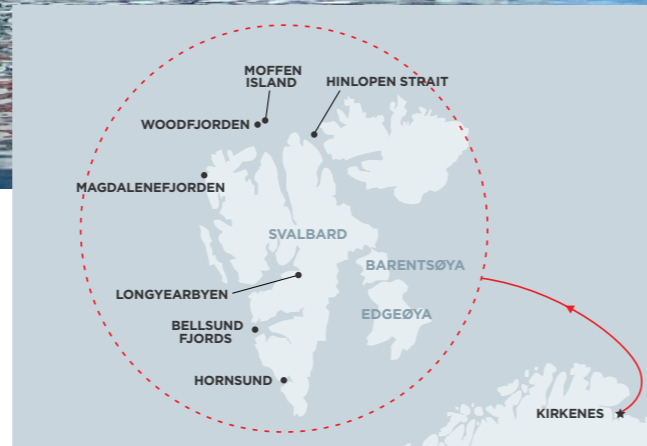 MOFFEN
ISLAND
HINLOPEN STRAIT
WOODFJORDEN
MAGDALENEFJORDEN
SVALBARD
BARENTSØYA
LONGYEARBYEN
EDGEØYA
BELLSUND
FJORDS
HORNSUND
KIRKENES